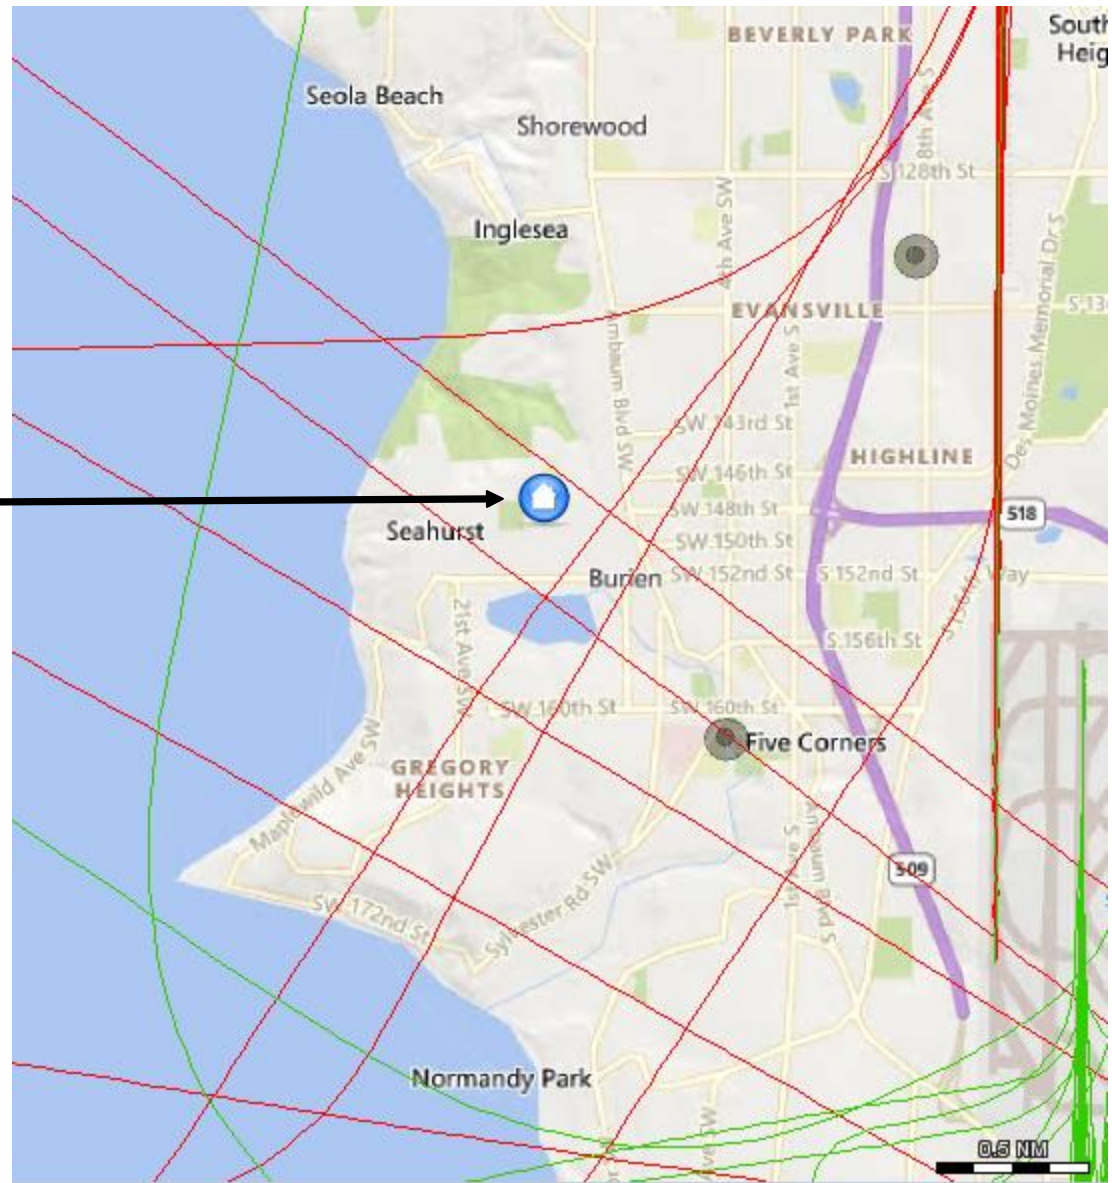 BEVERLY PARK
South
Heig
Seola Beach
Shorewood
8th Ave S
S 128th St
4th Ave SW
Inglesea
Des Moines Memorial Dr S
EVANSVILLE
S 13
Ambaum Blvd SW
1st Ave S
SW 143rd St
HIGHLINE
SW 146th St
SW 148th St
518
Seahurst
SW 150th St
Burien
SW 152nd St
S 152nd St
Way
21st Ave SW
S 156th
S 156th St
SW 160th St
SW 160th St
Five Corners
GREGORY
HEIGHTS
Maplewild Ave SW
1st Ave S
Ambaum Blvd S
509
SW 172nd St
Sylvester Rd SW
Normandy Park
Ave SW
0.5 NM